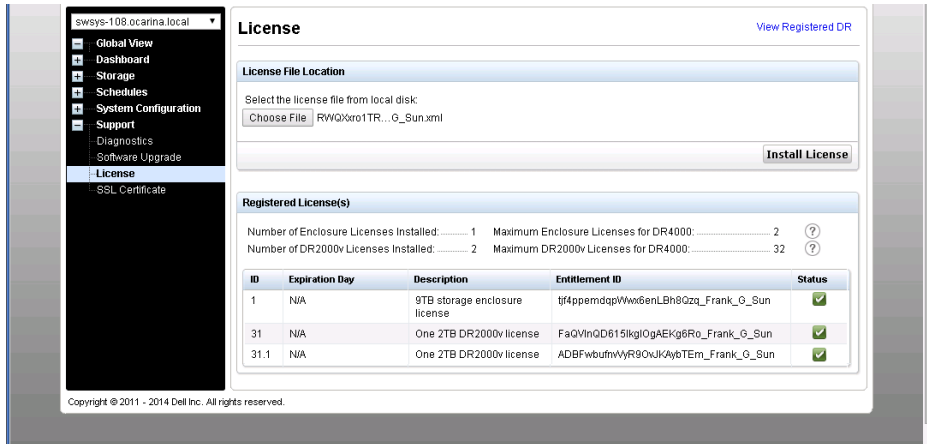 swsys-108.ocarina.local
Global View
Dashboard
Storage
Schedules
System Configuration
Support
Diagnostics
Software Upgrade
License
SSL Certificate
License
View Registered DR
License File Location
Select the license file from local disk:
Choose File RWQXxro1TR...G_Sun.xml
Install License
Registered License(s)
Number of Enclosure Licenses Installed: 1 Maximum Enclosure Licenses for DR4000: 2 ?
Number of DR2000v Licenses Installed: 2 Maximum DR2000v Licenses for DR4000: 32 ?
ID Expiration Day Description Entitlement ID Status
1 N/A 9TB storage enclosure tjf4ppemdqpWwx6enLBh8Qzq_Frank_G_Sun
license
31 N/A One 2TB DR2000v license FaQVlnQD615IkglOgAEKg6Ro_Frank_G_Sun
31.1 N/A One 2TB DR2000v license ADBFwbufnvVyR9OvJKAybTEm_Frank_G_Sun
Copyright © 2011 - 2014 Dell Inc. All rights reserved.